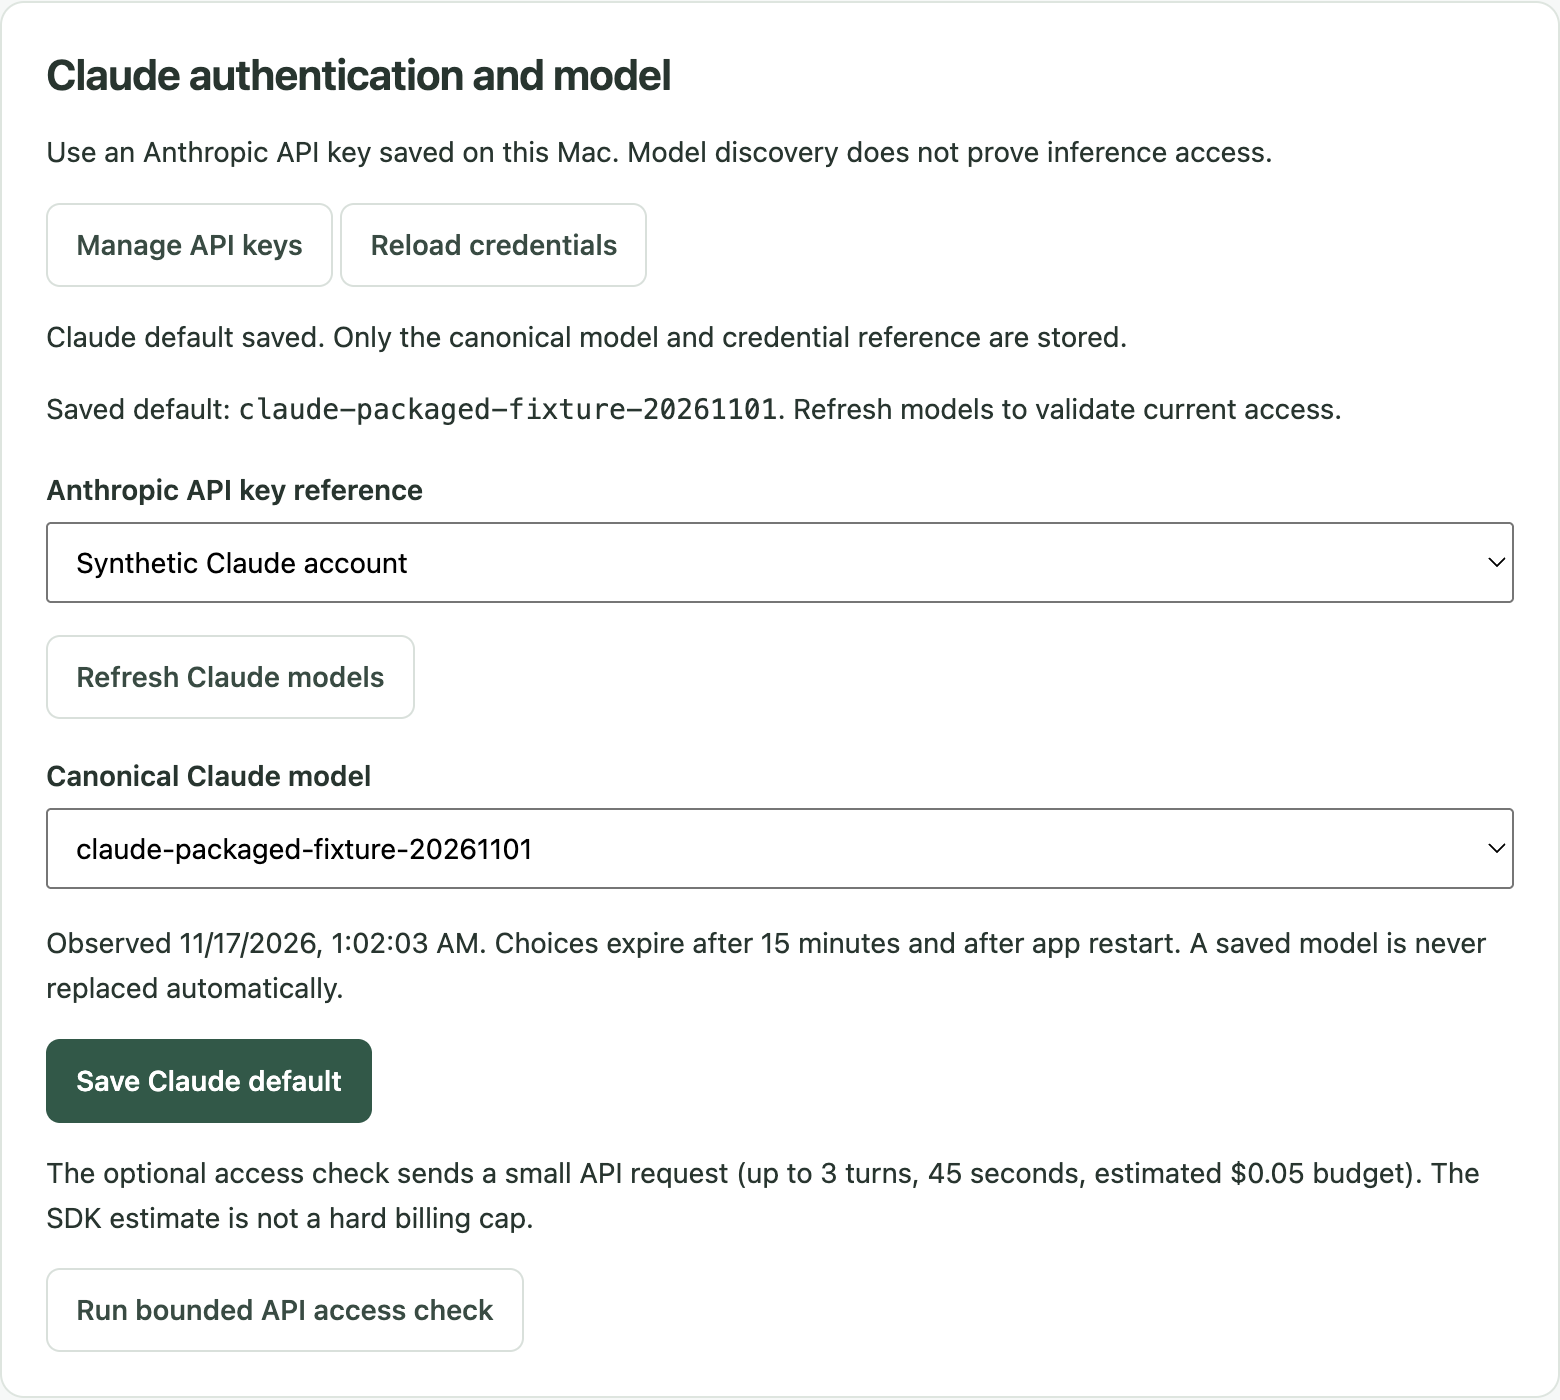 Claude authentication and model
Use an Anthropic API key saved on this Mac. Model discovery does not prove inference access.
Manage API keys
Reload credentials
Claude default saved. Only the canonical model and credential reference are stored.
Saved default: claude-packaged-fixture-20261101. Refresh models to validate current access.
Anthropic API key reference
Synthetic Claude account
Refresh Claude models
Canonical Claude model
claude-packaged-fixture-20261101
Observed 11/17/2026, 1:02:03 AM. Choices expire after 15 minutes and after app restart. A saved model is never
replaced automatically.
Save Claude default
The optional access check sends a small API request (up to 3 turns, 45 seconds, estimated $0.05 budget). The
SDK estimate is not a hard billing cap.
Run bounded API access check